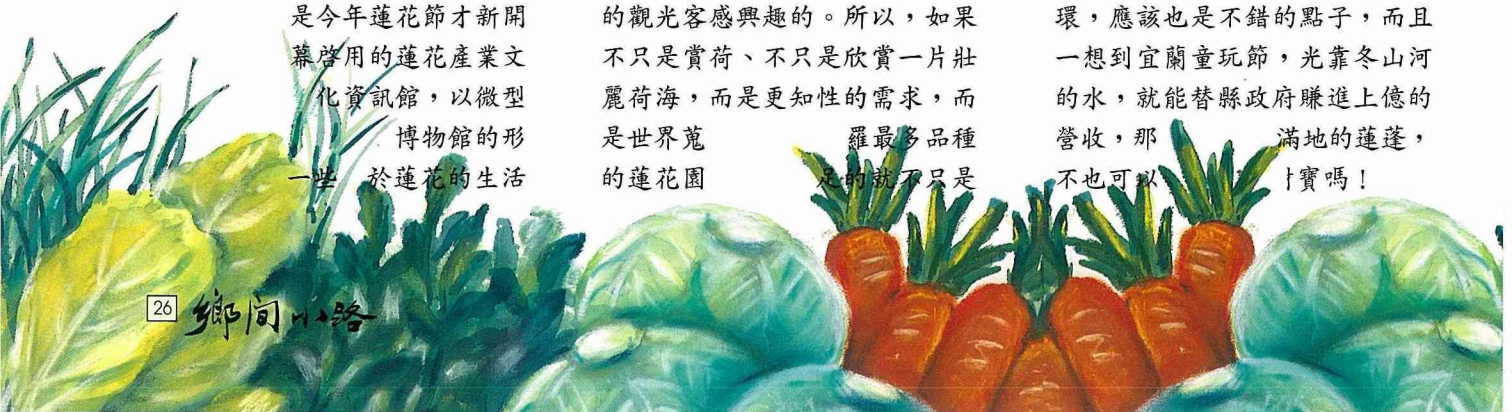 是今年蓮花節才新開
幕啓用的蓮花產業文
化資訊館，以微型
博物館的形
一些 於蓮花的生活
的觀光客感興趣的。所以，如果
不只是賞荷、不只是欣賞一片壯
麗荷海，而是更知性的需求，而
是世界蒐 羅最多品種
的蓮花園 足的就不只是
環，應該也是不錯的點子，而且
一想到宜蘭童玩節，光靠冬山河
的水，就能替縣政府賺進上億的
營收，那 滿地的蓮蓬，
不也可以 寶嗎！
26 鄉間小路